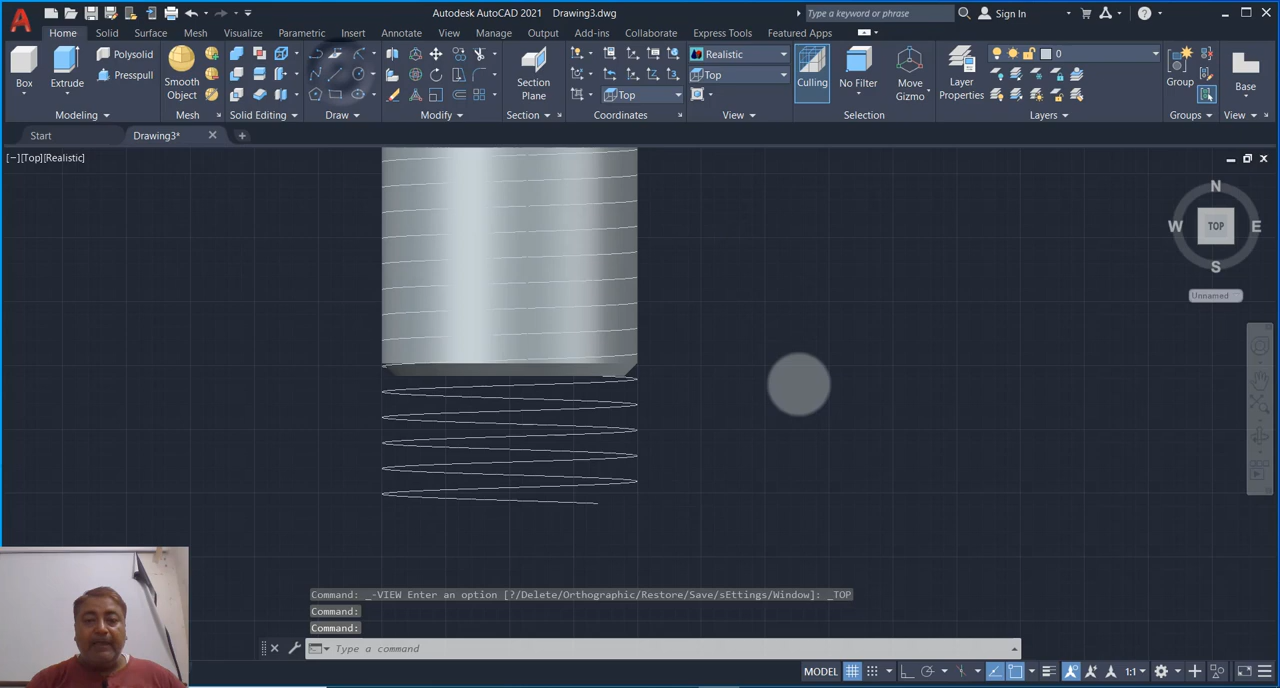 Autodesk AutoCAD 2021 Drawing3.dwg
Type a keyword or phrase
Sign In
Home Solid Surface Mesh Visualize Parametric Insert Annotate View Manage Output Add-ins Collaborate Express Tools Featured Apps
Box
Extrude
Polysolid
Presspull
Modeling
Smooth
Object
Mesh
Solid Editing
Draw
Modify
Section
Plane
Section
Top
Coordinates
Realistic
Top
View
Culling
No Filter
Move
Gizmo
Selection
Layer
Properties
0
Layers
Group
Groups
Base
View
Start
Drawing3*
[−][Top][Realistic]
N
W
TOP
E
S
Unnamed
Command: _-VIEW Enter an option [?/Delete/Orthographic/Restore/Save/sEttings/Window]: _TOP
Command:
Command:
Type a command
MODEL
1:1